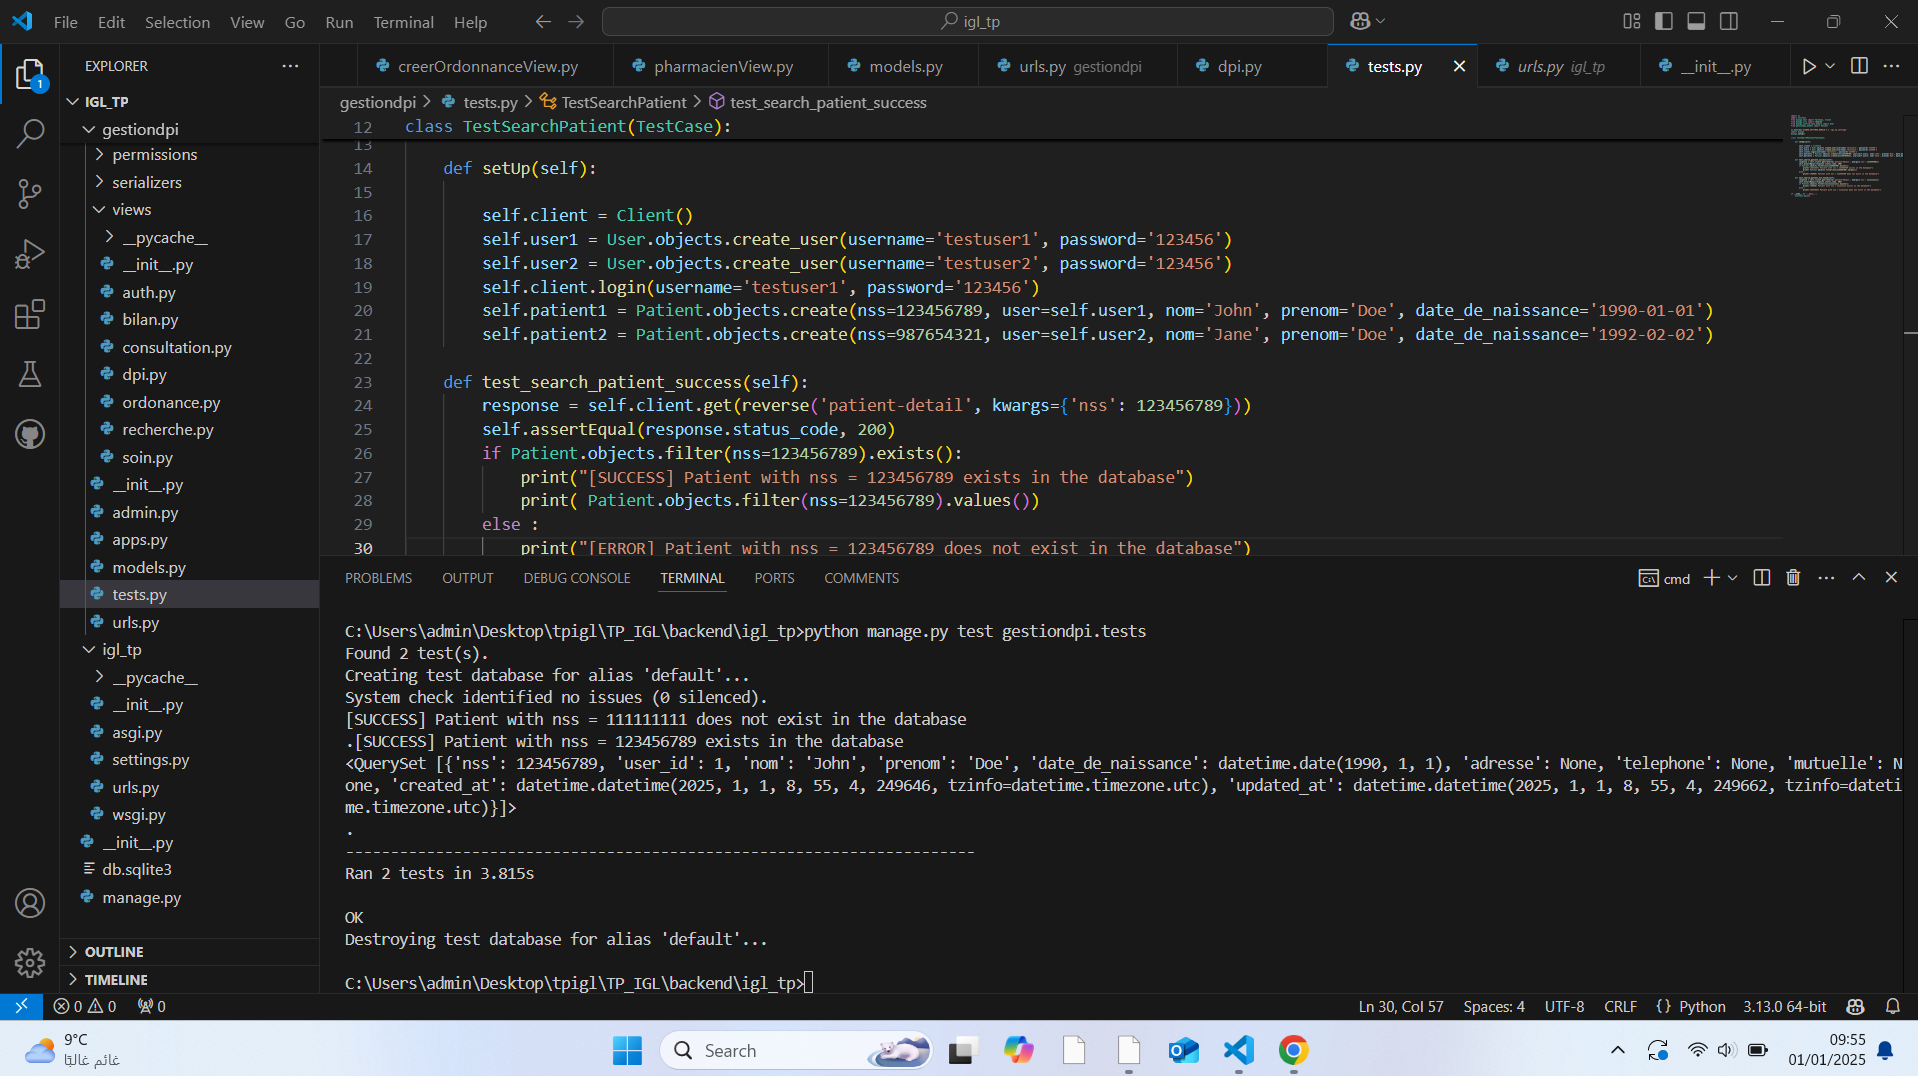 File Edit Selection View Go Run Terminal Help
igl_tp
EXPLORER
creerOrdonnanceView.py
pharmacienView.py
models.py
urls.py gestiondpi
dpi.py
tests.py
urls.py igl_tp
__init__.py
gestiondpi > tests.py > TestSearchPatient > test_search_patient_success
1
IGL_TP
gestiondpi
permissions
serializers
views
__pycache__
__init__.py
auth.py
bilan.py
consultation.py
dpi.py
ordonance.py
recherche.py
soin.py
__init__.py
admin.py
apps.py
models.py
tests.py
urls.py
igl_tp
__pycache__
__init__.py
asgi.py
settings.py
urls.py
wsgi.py
__init__.py
db.sqlite3
manage.py
OUTLINE
TIMELINE
12 class TestSearchPatient(TestCase):
13
14 def setUp(self):
15
16 self.client = Client()
17 self.user1 = User.objects.create_user(username='testuser1', password='123456')
18 self.user2 = User.objects.create_user(username='testuser2', password='123456')
19 self.client.login(username='testuser1', password='123456')
20 self.patient1 = Patient.objects.create(nss=123456789, user=self.user1, nom='John', prenom='Doe', date_de_naissance='1990-01-01')
21 self.patient2 = Patient.objects.create(nss=987654321, user=self.user2, nom='Jane', prenom='Doe', date_de_naissance='1992-02-02')
22
23 def test_search_patient_success(self):
24 response = self.client.get(reverse('patient-detail', kwargs={'nss': 123456789}))
25 self.assertEqual(response.status_code, 200)
26 if Patient.objects.filter(nss=123456789).exists():
27 print("[SUCCESS] Patient with nss = 123456789 exists in the database")
28 print( Patient.objects.filter(nss=123456789).values())
29 else :
30 print("[ERROR] Patient with nss = 123456789 does not exist in the database")
PROBLEMS OUTPUT DEBUG CONSOLE TERMINAL PORTS COMMENTS
cmd
C:\Users\admin\Desktop\tpigl\TP_IGL\backend\igl_tp>python manage.py test gestiondpi.tests
Found 2 test(s).
Creating test database for alias 'default'...
System check identified no issues (0 silenced).
[SUCCESS] Patient with nss = 111111111 does not exist in the database
.[SUCCESS] Patient with nss = 123456789 exists in the database
<QuerySet [{'nss': 123456789, 'user_id': 1, 'nom': 'John', 'prenom': 'Doe', 'date_de_naissance': datetime.date(1990, 1, 1), 'adresse': None, 'telephone': None, 'mutuelle': N
one, 'created_at': datetime.datetime(2025, 1, 1, 8, 55, 4, 249646, tzinfo=datetime.timezone.utc), 'updated_at': datetime.datetime(2025, 1, 1, 8, 55, 4, 249662, tzinfo=dateti
me.timezone.utc)}]>
.
----------------------------------------------------------------------
Ran 2 tests in 3.815s
OK
Destroying test database for alias 'default'...
C:\Users\admin\Desktop\tpigl\TP_IGL\backend\igl_tp>
0 0 0
Ln 30, Col 57 Spaces: 4 UTF-8 CRLF {} Python 3.13.0 64-bit
9°C
غائم غالبًا
Search
09:55
01/01/2025